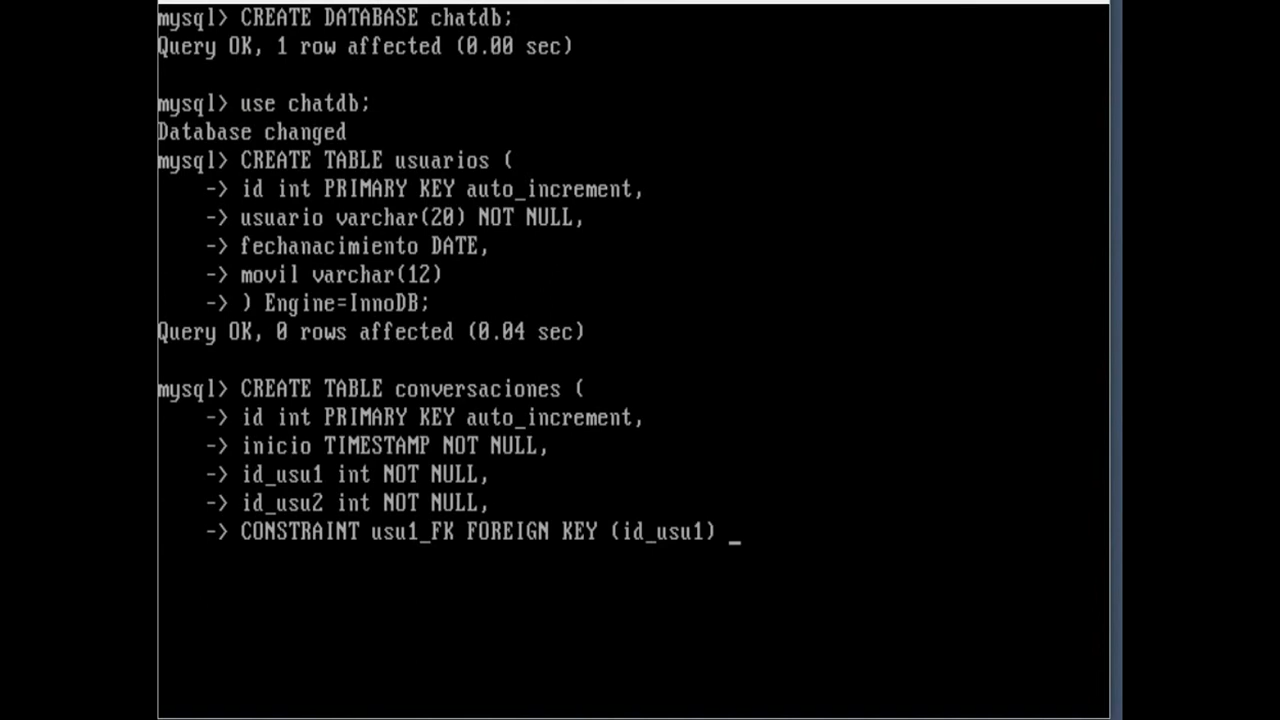 mysql> CREATE DATABASE chatdb;
Query OK, 1 row affected (0.00 sec)
mysql> use chatdb;
Database changed
mysql> CREATE TABLE usuarios (
-> id int PRIMARY KEY auto_increment,
-> usuario varchar(20) NOT NULL,
-> fechanacimiento DATE,
-> movil varchar(12)
-> ) Engine=InnoDB;
Query OK, 0 rows affected (0.04 sec)
mysql> CREATE TABLE conversaciones (
-> id int PRIMARY KEY auto_increment,
-> inicio TIMESTAMP NOT NULL,
-> id_usu1 int NOT NULL,
-> id_usu2 int NOT NULL,
-> CONSTRAINT usu1_FK FOREIGN KEY (id_usu1) _